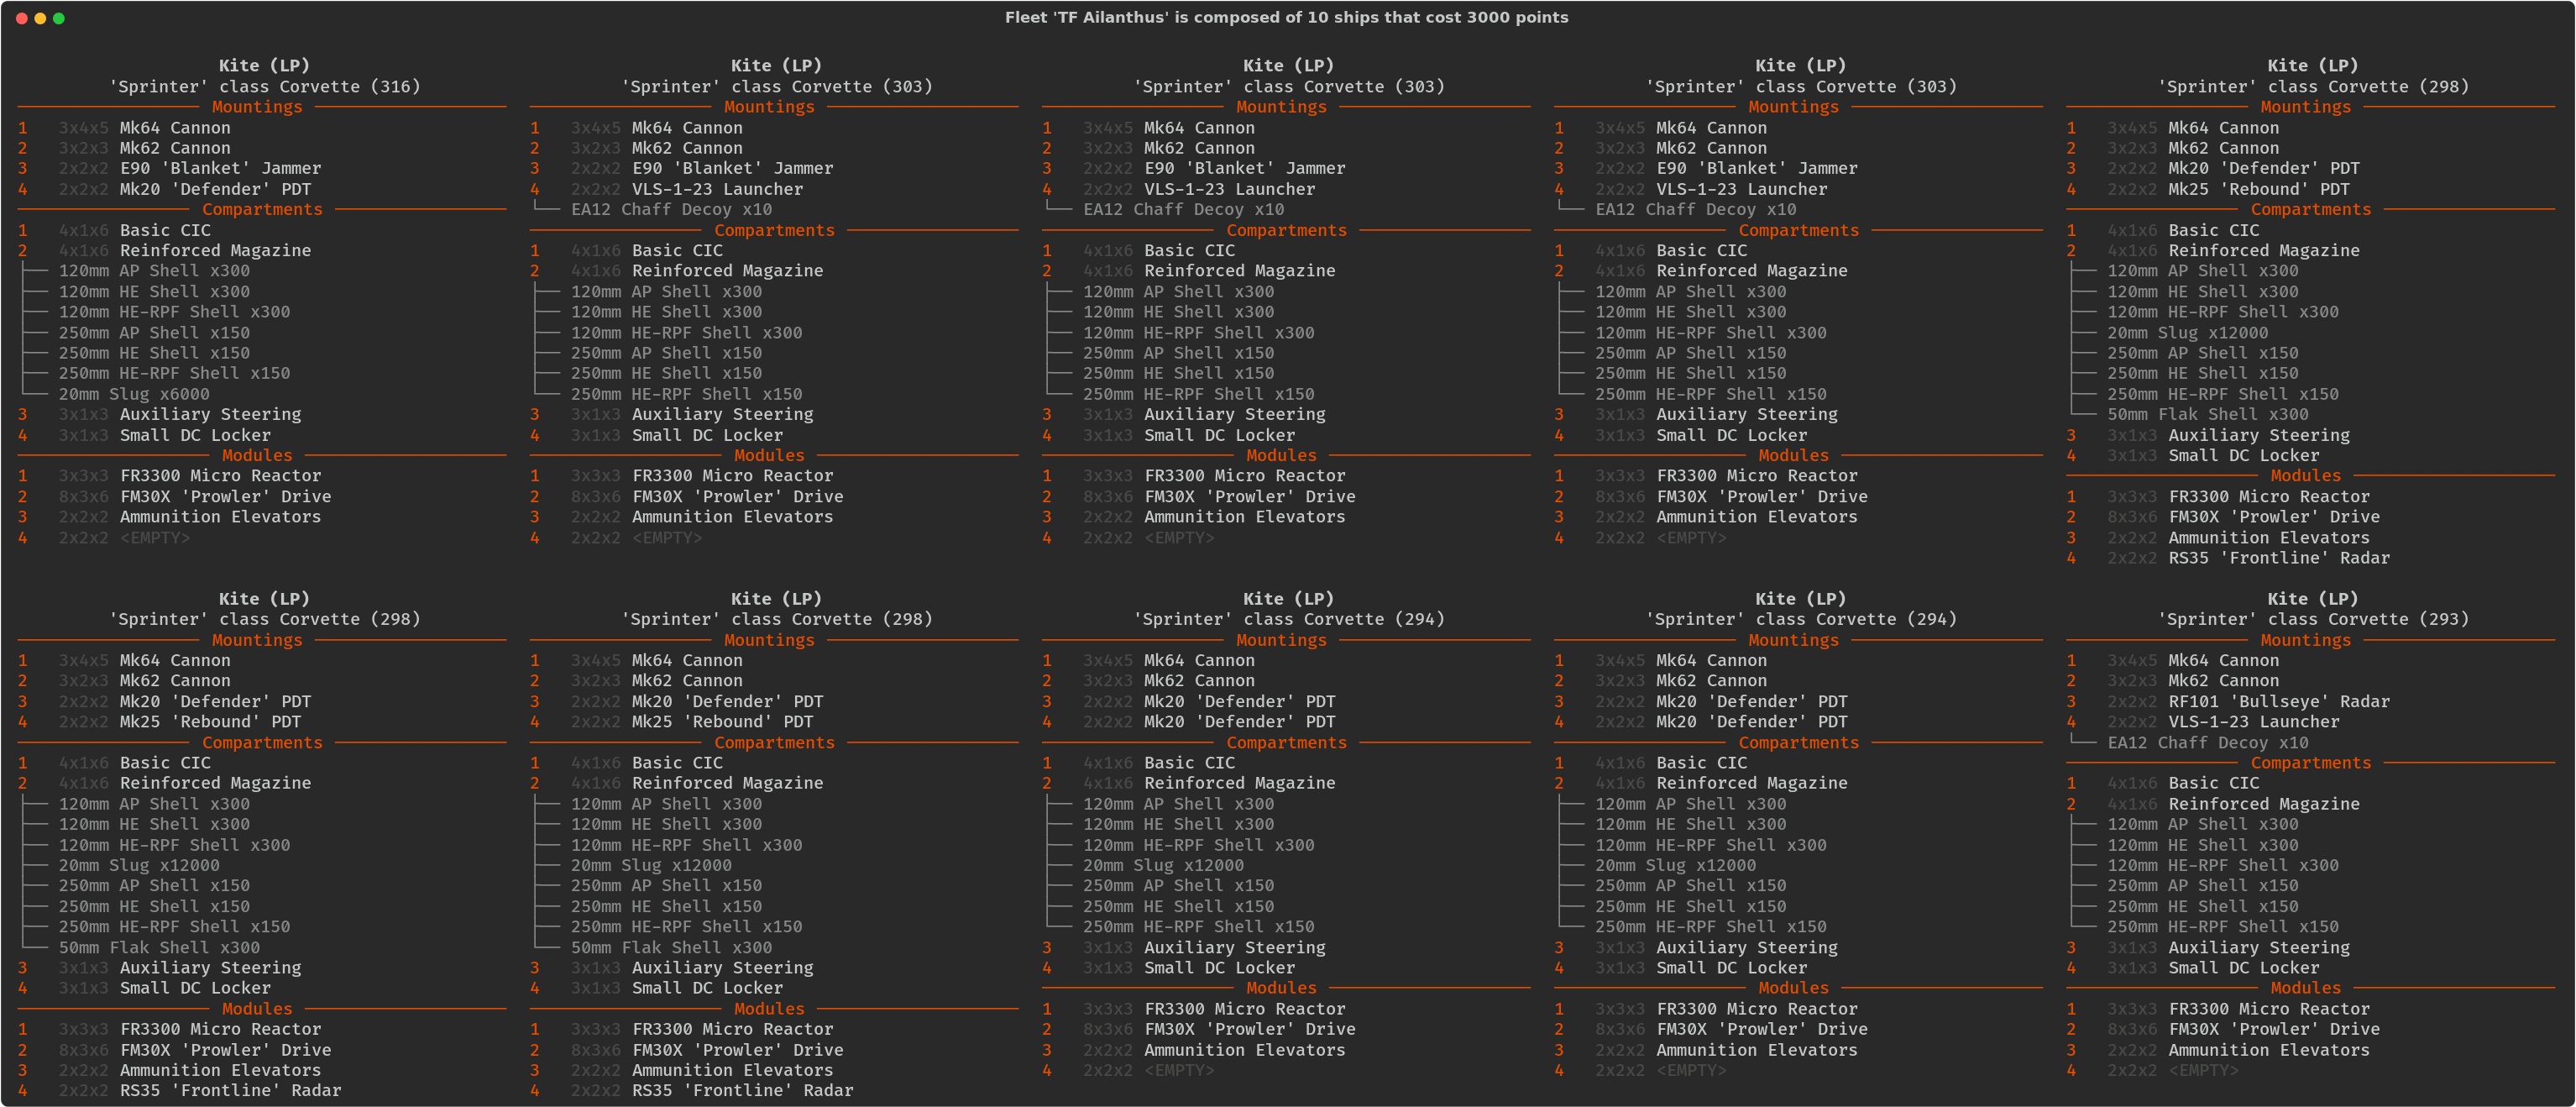 Fleet 'TF Ailanthus' is composed of 10 ships that cost 3000 points
Kite (LP)
'Sprinter' class Corvette (316)
Mountings
1 3x4x5 Mk64 Cannon
2 3x2x3 Mk62 Cannon
3 2x2x2 E90 'Blanket' Jammer
4 2x2x2 Mk20 'Defender' PDT
Compartments
1 4x1x6 Basic CIC
2 4x1x6 Reinforced Magazine
120mm AP Shell x300
120mm HE Shell x300
120mm HE-RPF Shell x300
250mm AP Shell x150
250mm HE Shell x150
250mm HE-RPF Shell x150
20mm Slug x6000
3 3x1x3 Auxiliary Steering
4 3x1x3 Small DC Locker
Modules
1 3x3x3 FR3300 Micro Reactor
2 8x3x6 FM30X 'Prowler' Drive
3 2x2x2 Ammunition Elevators
4 2x2x2 <EMPTY>
Kite (LP)
'Sprinter' class Corvette (303)
Mountings
1 3x4x5 Mk64 Cannon
2 3x2x3 Mk62 Cannon
3 2x2x2 E90 'Blanket' Jammer
4 2x2x2 VLS-1-23 Launcher
EA12 Chaff Decoy x10
Compartments
1 4x1x6 Basic CIC
2 4x1x6 Reinforced Magazine
120mm AP Shell x300
120mm HE Shell x300
120mm HE-RPF Shell x300
250mm AP Shell x150
250mm HE Shell x150
250mm HE-RPF Shell x150
3 3x1x3 Auxiliary Steering
4 3x1x3 Small DC Locker
Modules
1 3x3x3 FR3300 Micro Reactor
2 8x3x6 FM30X 'Prowler' Drive
3 2x2x2 Ammunition Elevators
4 2x2x2 <EMPTY>
Kite (LP)
'Sprinter' class Corvette (303)
Mountings
1 3x4x5 Mk64 Cannon
2 3x2x3 Mk62 Cannon
3 2x2x2 E90 'Blanket' Jammer
4 2x2x2 VLS-1-23 Launcher
EA12 Chaff Decoy x10
Compartments
1 4x1x6 Basic CIC
2 4x1x6 Reinforced Magazine
120mm AP Shell x300
120mm HE Shell x300
120mm HE-RPF Shell x300
250mm AP Shell x150
250mm HE Shell x150
250mm HE-RPF Shell x150
3 3x1x3 Auxiliary Steering
4 3x1x3 Small DC Locker
Modules
1 3x3x3 FR3300 Micro Reactor
2 8x3x6 FM30X 'Prowler' Drive
3 2x2x2 Ammunition Elevators
4 2x2x2 <EMPTY>
Kite (LP)
'Sprinter' class Corvette (303)
Mountings
1 3x4x5 Mk64 Cannon
2 3x2x3 Mk62 Cannon
3 2x2x2 E90 'Blanket' Jammer
4 2x2x2 VLS-1-23 Launcher
EA12 Chaff Decoy x10
Compartments
1 4x1x6 Basic CIC
2 4x1x6 Reinforced Magazine
120mm AP Shell x300
120mm HE Shell x300
120mm HE-RPF Shell x300
250mm AP Shell x150
250mm HE Shell x150
250mm HE-RPF Shell x150
3 3x1x3 Auxiliary Steering
4 3x1x3 Small DC Locker
Modules
1 3x3x3 FR3300 Micro Reactor
2 8x3x6 FM30X 'Prowler' Drive
3 2x2x2 Ammunition Elevators
4 2x2x2 <EMPTY>
Kite (LP)
'Sprinter' class Corvette (298)
Mountings
1 3x4x5 Mk64 Cannon
2 3x2x3 Mk62 Cannon
3 2x2x2 Mk20 'Defender' PDT
4 2x2x2 Mk25 'Rebound' PDT
Compartments
1 4x1x6 Basic CIC
2 4x1x6 Reinforced Magazine
120mm AP Shell x300
120mm HE Shell x300
120mm HE-RPF Shell x300
20mm Slug x12000
250mm AP Shell x150
250mm HE Shell x150
250mm HE-RPF Shell x150
50mm Flak Shell x300
3 3x1x3 Auxiliary Steering
4 3x1x3 Small DC Locker
Modules
1 3x3x3 FR3300 Micro Reactor
2 8x3x6 FM30X 'Prowler' Drive
3 2x2x2 Ammunition Elevators
4 2x2x2 RS35 'Frontline' Radar
Kite (LP)
'Sprinter' class Corvette (298)
Mountings
1 3x4x5 Mk64 Cannon
2 3x2x3 Mk62 Cannon
3 2x2x2 Mk20 'Defender' PDT
4 2x2x2 Mk25 'Rebound' PDT
Compartments
1 4x1x6 Basic CIC
2 4x1x6 Reinforced Magazine
120mm AP Shell x300
120mm HE Shell x300
120mm HE-RPF Shell x300
20mm Slug x12000
250mm AP Shell x150
250mm HE Shell x150
250mm HE-RPF Shell x150
50mm Flak Shell x300
3 3x1x3 Auxiliary Steering
4 3x1x3 Small DC Locker
Modules
1 3x3x3 FR3300 Micro Reactor
2 8x3x6 FM30X 'Prowler' Drive
3 2x2x2 Ammunition Elevators
4 2x2x2 RS35 'Frontline' Radar
Kite (LP)
'Sprinter' class Corvette (298)
Mountings
1 3x4x5 Mk64 Cannon
2 3x2x3 Mk62 Cannon
3 2x2x2 Mk20 'Defender' PDT
4 2x2x2 Mk25 'Rebound' PDT
Compartments
1 4x1x6 Basic CIC
2 4x1x6 Reinforced Magazine
120mm AP Shell x300
120mm HE Shell x300
120mm HE-RPF Shell x300
20mm Slug x12000
250mm AP Shell x150
250mm HE Shell x150
250mm HE-RPF Shell x150
50mm Flak Shell x300
3 3x1x3 Auxiliary Steering
4 3x1x3 Small DC Locker
Modules
1 3x3x3 FR3300 Micro Reactor
2 8x3x6 FM30X 'Prowler' Drive
3 2x2x2 Ammunition Elevators
4 2x2x2 RS35 'Frontline' Radar
Kite (LP)
'Sprinter' class Corvette (294)
Mountings
1 3x4x5 Mk64 Cannon
2 3x2x3 Mk62 Cannon
3 2x2x2 Mk20 'Defender' PDT
4 2x2x2 Mk20 'Defender' PDT
Compartments
1 4x1x6 Basic CIC
2 4x1x6 Reinforced Magazine
120mm AP Shell x300
120mm HE Shell x300
120mm HE-RPF Shell x300
20mm Slug x12000
250mm AP Shell x150
250mm HE Shell x150
250mm HE-RPF Shell x150
3 3x1x3 Auxiliary Steering
4 3x1x3 Small DC Locker
Modules
1 3x3x3 FR3300 Micro Reactor
2 8x3x6 FM30X 'Prowler' Drive
3 2x2x2 Ammunition Elevators
4 2x2x2 <EMPTY>
Kite (LP)
'Sprinter' class Corvette (294)
Mountings
1 3x4x5 Mk64 Cannon
2 3x2x3 Mk62 Cannon
3 2x2x2 Mk20 'Defender' PDT
4 2x2x2 Mk20 'Defender' PDT
Compartments
1 4x1x6 Basic CIC
2 4x1x6 Reinforced Magazine
120mm AP Shell x300
120mm HE Shell x300
120mm HE-RPF Shell x300
20mm Slug x12000
250mm AP Shell x150
250mm HE Shell x150
250mm HE-RPF Shell x150
3 3x1x3 Auxiliary Steering
4 3x1x3 Small DC Locker
Modules
1 3x3x3 FR3300 Micro Reactor
2 8x3x6 FM30X 'Prowler' Drive
3 2x2x2 Ammunition Elevators
4 2x2x2 <EMPTY>
Kite (LP)
'Sprinter' class Corvette (293)
Mountings
1 3x4x5 Mk64 Cannon
2 3x2x3 Mk62 Cannon
3 2x2x2 RF101 'Bullseye' Radar
4 2x2x2 VLS-1-23 Launcher
EA12 Chaff Decoy x10
Compartments
1 4x1x6 Basic CIC
2 4x1x6 Reinforced Magazine
120mm AP Shell x300
120mm HE Shell x300
120mm HE-RPF Shell x300
250mm AP Shell x150
250mm HE Shell x150
250mm HE-RPF Shell x150
3 3x1x3 Auxiliary Steering
4 3x1x3 Small DC Locker
Modules
1 3x3x3 FR3300 Micro Reactor
2 8x3x6 FM30X 'Prowler' Drive
3 2x2x2 Ammunition Elevators
4 2x2x2 <EMPTY>